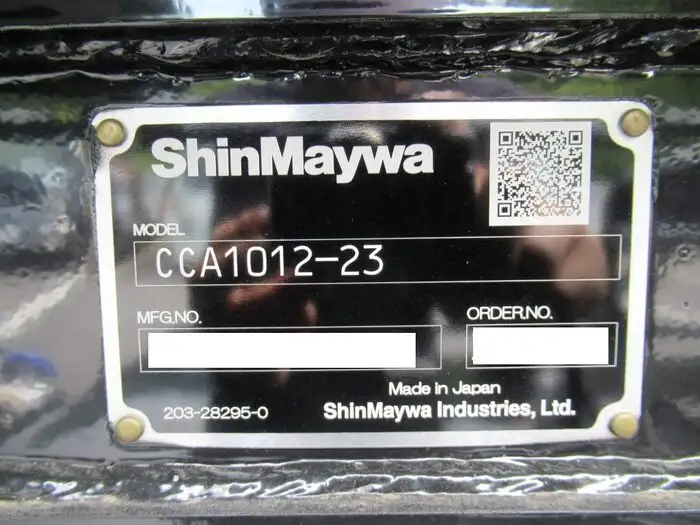 ShinMaywa
MODEL
CCA1012-23
MFG.NO.
ORDER.NO.
Made in Japan
203-28295-0
ShinMaywa Industries, Ltd.